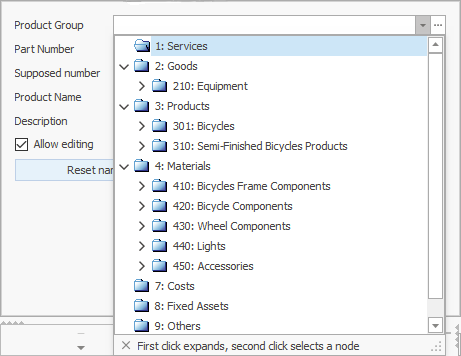 Product Group
Part Number
Supposed number
Product Name
Description
Allow editing
Reset
1: Services
2: Goods
210: Equipment
3: Products
301: Bicycles
310: Semi-Finished Bicycles Products
4: Materials
410: Bicycles Frame Components
420: Bicycle Components
430: Wheel Components
440: Lights
450: Accessories
7: Costs
8: Fixed Assets
9: Others
First click expands, second click selects a node